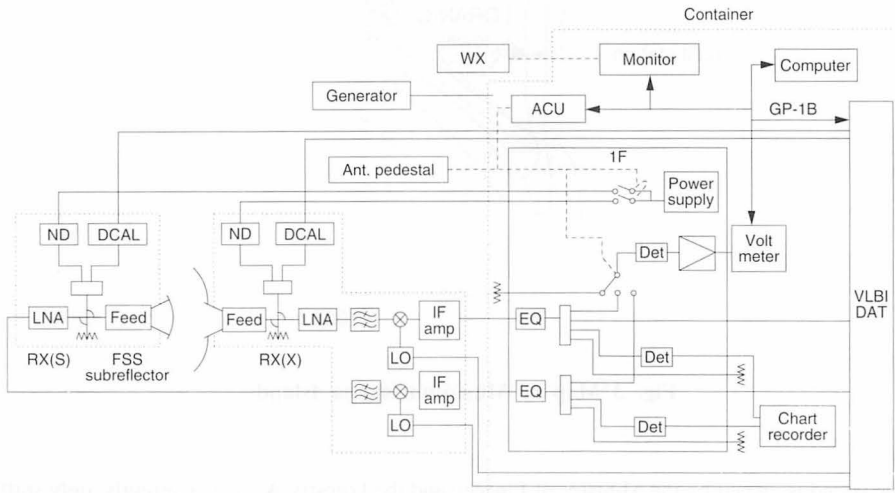 Container
WX
Monitor
Computer
Generator
ACU
GP-1B
Ant. pedestal
1F
Power
supply
ND
DCAL
ND
DCAL
Volt
meter
Det
VLBI
DAT
LNA
Feed
Feed
LNA
IF
amp
EQ
RX(S)
FSS
subreflector
RX(X)
LO
Det
IF
amp
EQ
LO
Det
Chart
recorder